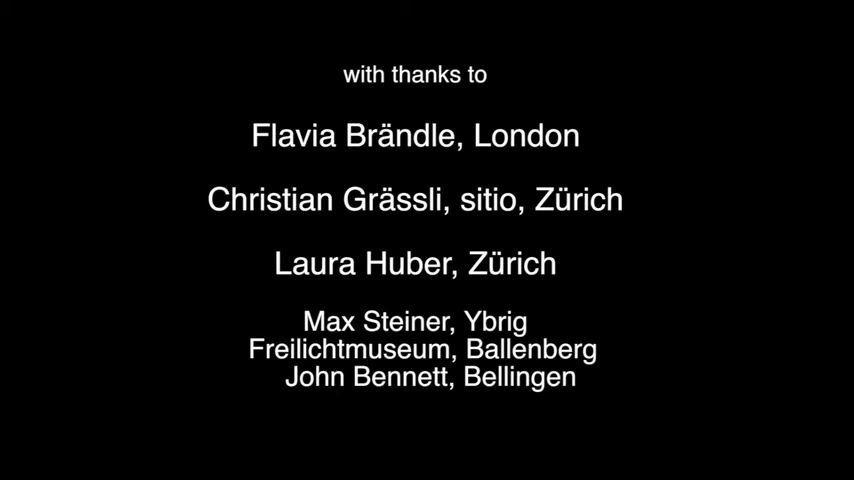 with thanks to
Flavia Brändle, London
Christian Grässli, sitio, Zürich
Laura Huber, Zürich
Max Steiner, Ybrig
Freilichtmuseum, Ballenberg
John Bennett, Bellingen